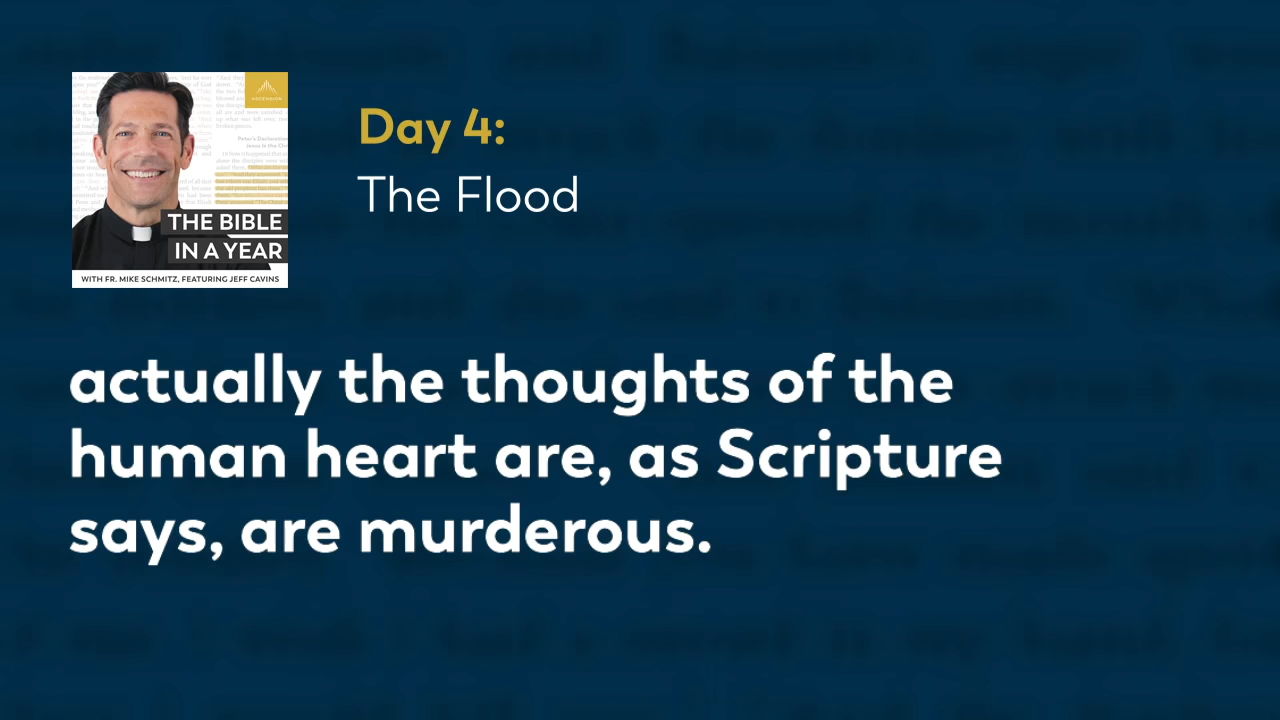 THE BIBLE
IN A YEAR
WITH FR. MIKE SCHMITZ, FEATURING JEFF CAVINS
Day 4:
The Flood
actually the thoughts of the
human heart are, as Scripture
says, are murderous.